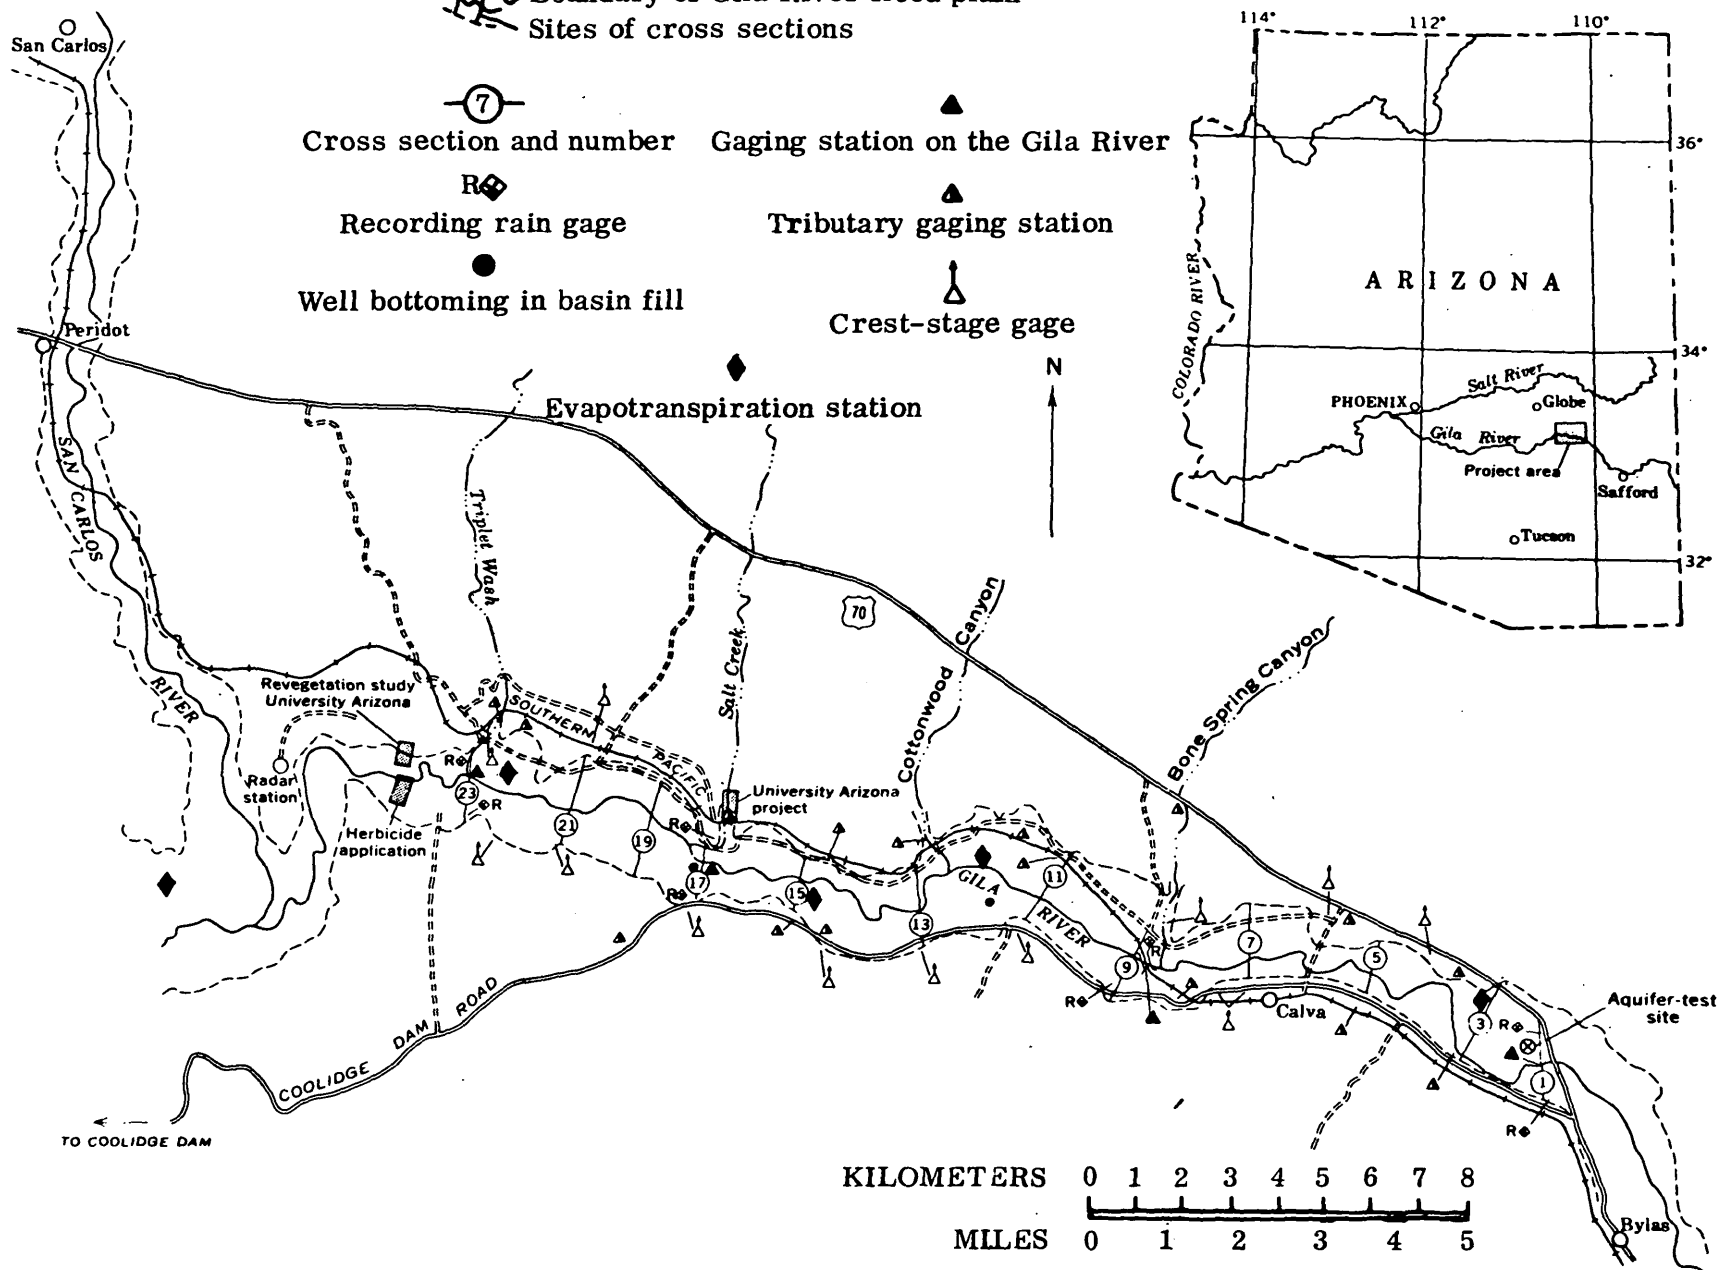 Sites of cross sections
7
Cross section and number
Gaging station on the Gila River
R
Recording rain gage
Tributary gaging station
Well bottoming in basin fill
Crest-stage gage
Evapotranspiration station
N
114°
112°
110°
36°
34°
32°
ARIZONA
COLORADO RIVER
PHOENIX
Salt River
Globe
Gila River
Project area
Safford
Tucson
San Carlos
Peridot
SAN CARLOS RIVER
Triplet Wash
Salt Creek
70
Cottonwood Canyon
Bone Spring Canyon
Revegetation study
University Arizona
Radar
station
Herbicide
application
SOUTHERN PACIFIC
University Arizona
project
GILA RIVER
R
R
R
R
R
R
R
R
23
21
19
17
15
13
11
9
7
5
3
1
Calva
Aquifer-test
site
Bylas
COOLIDGE DAM ROAD
TO COOLIDGE DAM
KILOMETERS 0 1 2 3 4 5 6 7 8
MILES 0 1 2 3 4 5